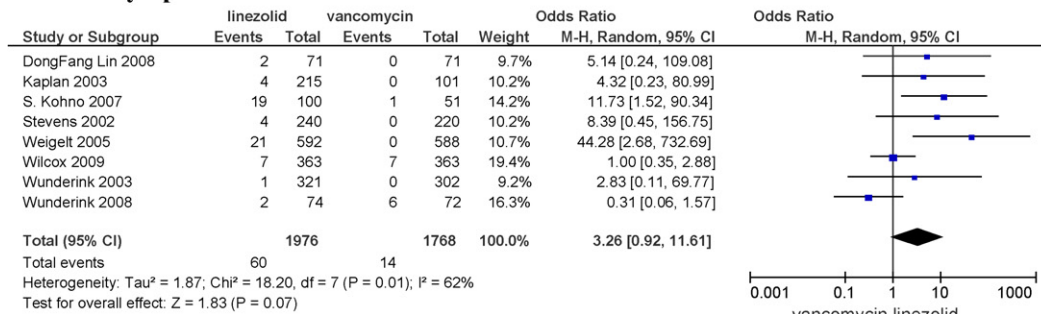 linezolid vancomycin Odds Ratio Odds Ratio
Study or Subgroup Events Total Events Total Weight M-H, Random, 95% CI M-H, Random, 95% CI
DongFang Lin 2008 2 71 0 71 9.7% 5.14 [0.24, 109.08]
Kaplan 2003 4 215 0 101 10.2% 4.32 [0.23, 80.99]
S. Kohno 2007 19 100 1 51 14.2% 11.73 [1.52, 90.34]
Stevens 2002 4 240 0 220 10.2% 8.39 [0.45, 156.75]
Weigelt 2005 21 592 0 588 10.7% 44.28 [2.68, 732.69]
Wilcox 2009 7 363 7 363 19.4% 1.00 [0.35, 2.88]
Wunderink 2003 1 321 0 302 9.2% 2.83 [0.11, 69.77]
Wunderink 2008 2 74 6 72 16.3% 0.31 [0.06, 1.57]
Total (95% CI) 1976 1768 100.0% 3.26 [0.92, 11.61]
Total events 60 14
Heterogeneity: Tau² = 1.87; Chi² = 18.20, df = 7 (P = 0.01); I² = 62%
Test for overall effect: Z = 1.83 (P = 0.07)
0.001 0.1 1 10 1000
vancomycin linezolid